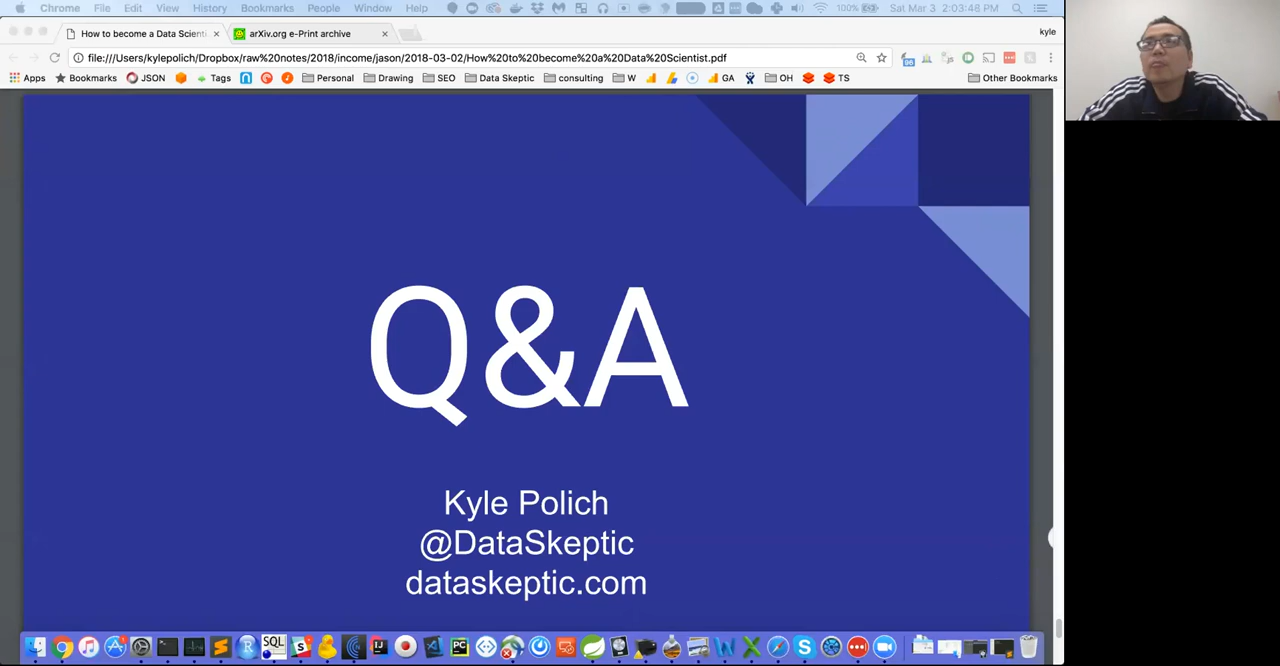 Chrome File Edit View History Bookmarks People Window Help 100% Sat Mar 3 2:03:48 PM
How to become a Data Scienti × arXiv.org e-Print archive × kyle
file:///Users/kylepolich/Dropbox/raw%20notes/2018/income/jason/2018-03-02/How%20to%20become%20a%20Data%20Scientist.pdf
Apps Bookmarks JSON Tags Personal Drawing SEO Data Skeptic consulting W GA OH TS Other Bookmarks
Q&A
Kyle Polich
@DataSkeptic
dataskeptic.com